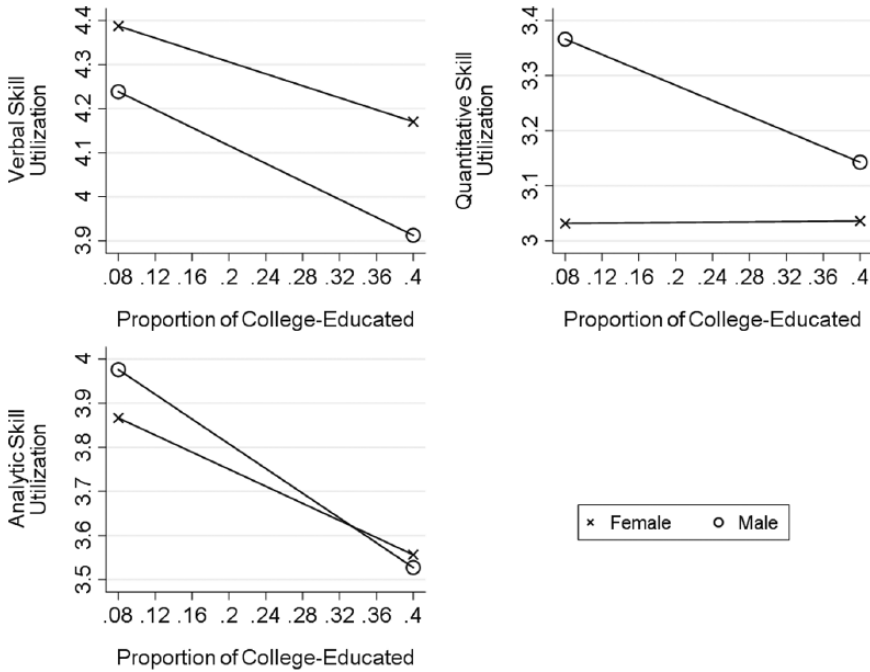 Verbal Skill
Utilization
4.4
4.3
4.2
4.1
4
3.9
.08 .12 .16 .2 .24 .28 .32 .36 .4
Proportion of College-Educated
Quantitative Skill
Utilization
3.4
3.3
3.2
3.1
3
.08 .12 .16 .2 .24 .28 .32 .36 .4
Proportion of College-Educated
Analytic Skill
Utilization
4
3.9
3.8
3.7
3.6
3.5
.08 .12 .16 .2 .24 .28 .32 .36 .4
Proportion of College-Educated
Female Male